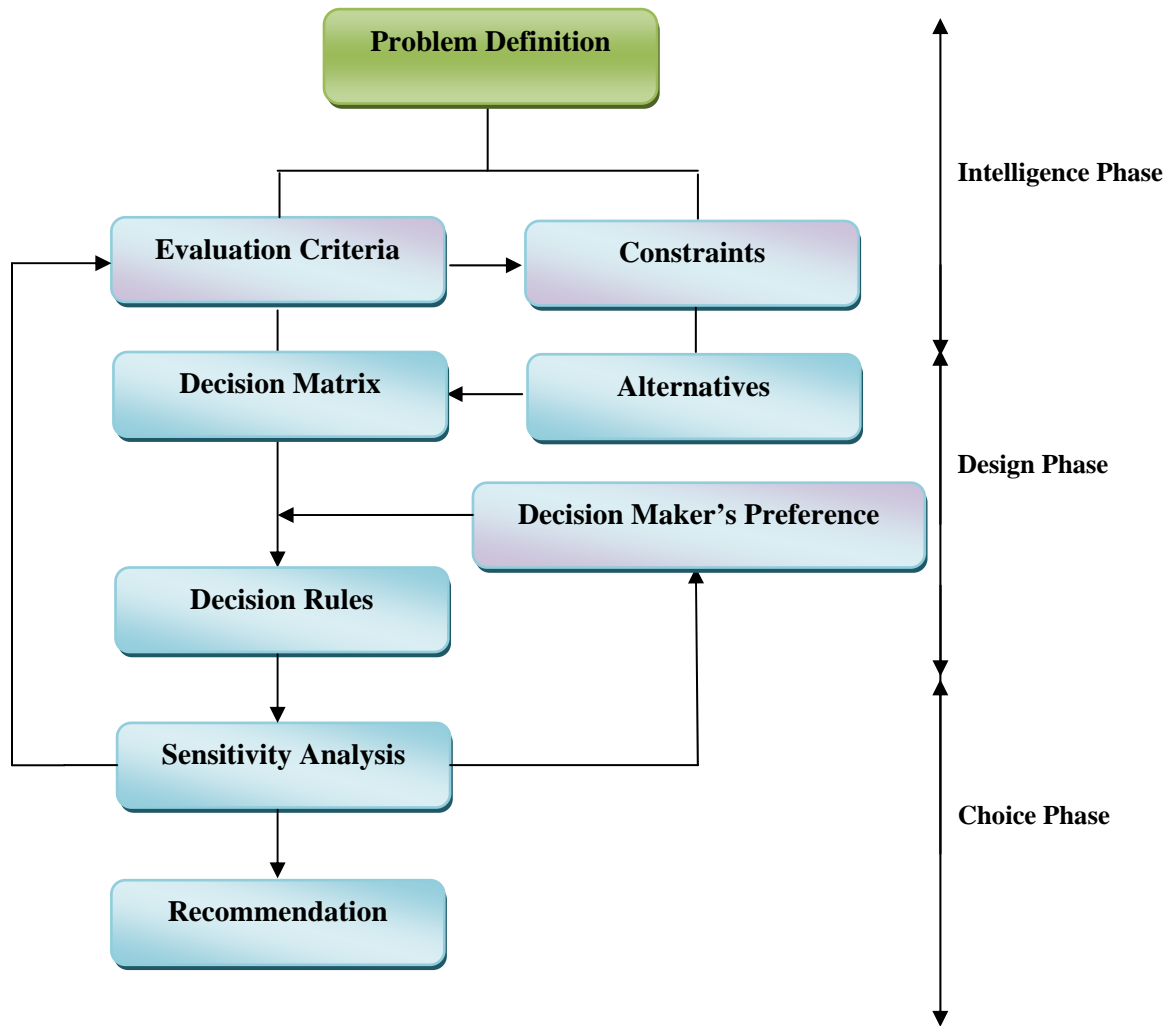 Problem Definition
Intelligence Phase
Evaluation Criteria
Constraints
Decision Matrix
Alternatives
Design Phase
Decision Maker’s Preference
Decision Rules
Sensitivity Analysis
Choice Phase
Recommendation